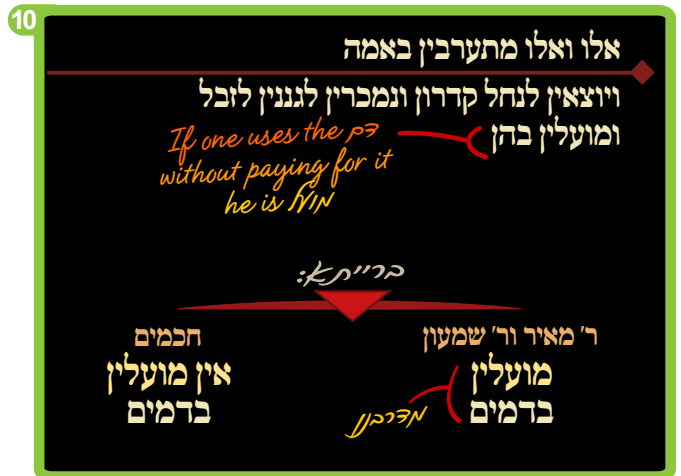 10
אלו ואלו מתערבין באמה
ויוצאין לנחל קדרון ונמכרין לגננין לזבל
ומועלין בהן
If one uses the דם
without paying for it
he is מועל
ברייתא:
ר' מאיר ור' שמעון
מועלין
בדמים
מדרבנן
חכמים
אין מועלין
בדמים